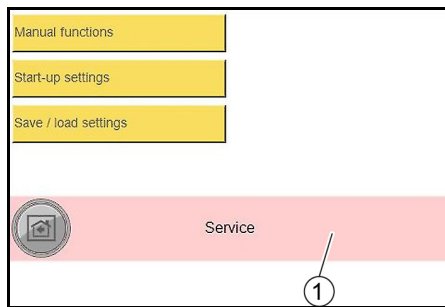 Manual functions
Start-up settings
Save / load settings
Service
1